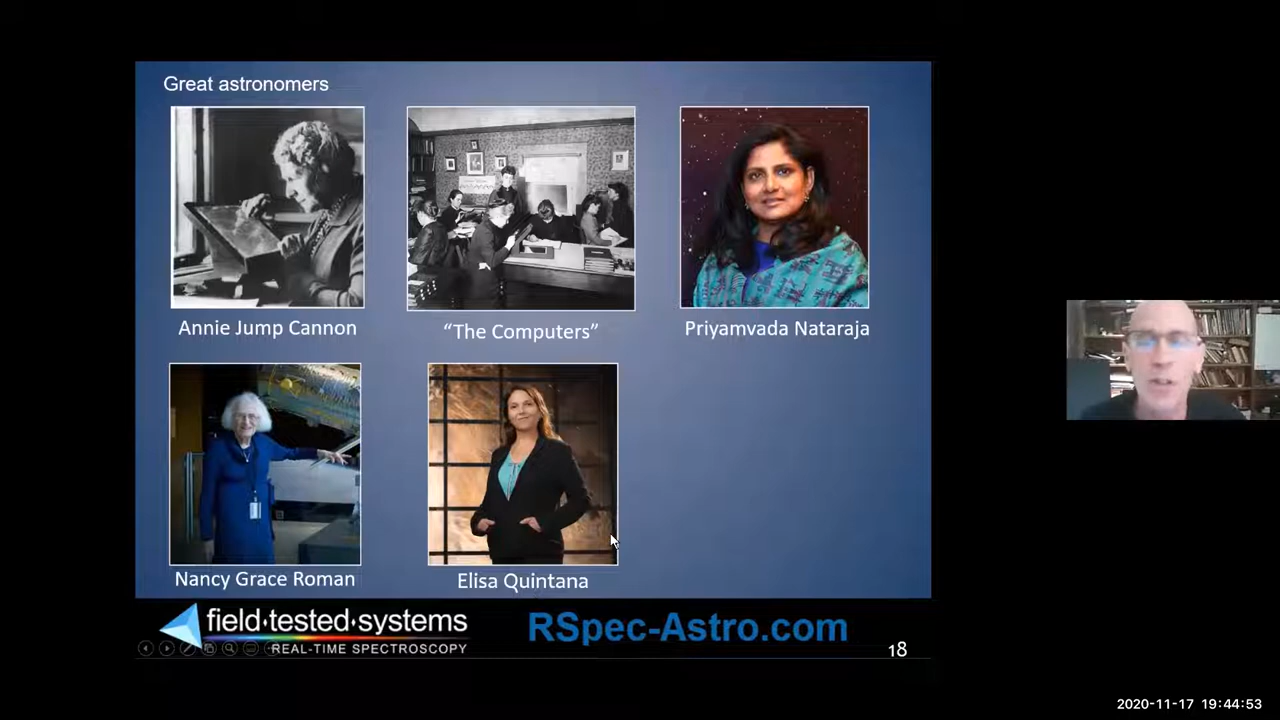 Great astronomers
Annie Jump Cannon
“The Computers”
Priyamvada Nataraja
Nancy Grace Roman
Elisa Quintana
field·tested·systems
REAL-TIME SPECTROSCOPY
RSpec-Astro.com
18
2020-11-17 19:44:53